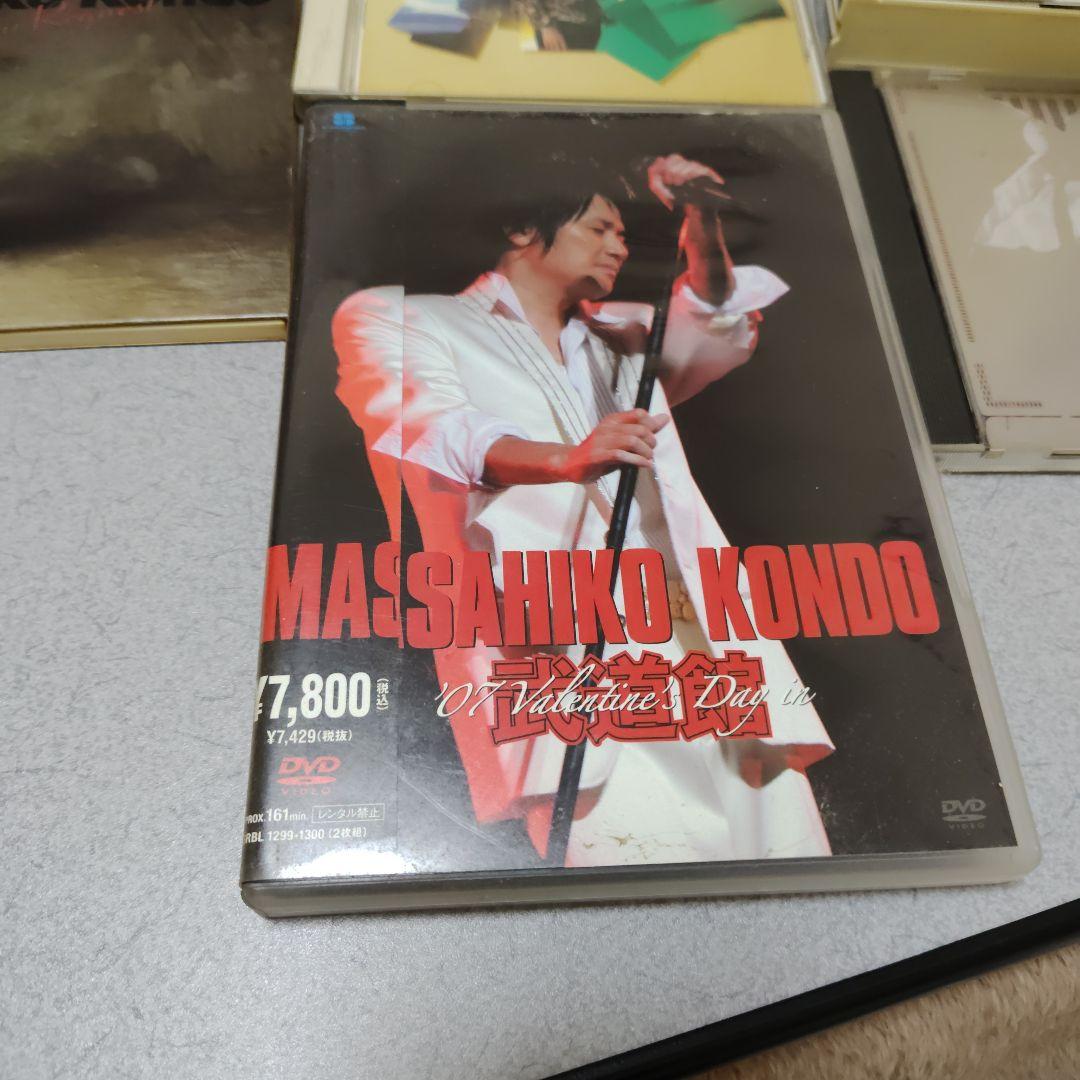 MASSAHIKO KONDO
'07 Valentine's Day in
武道館
¥7,800(税込)
¥7,429(税抜)
DVD
VIDEO
161min. レンタル禁止
1299-1300(2枚組)
DVD
VIDEO